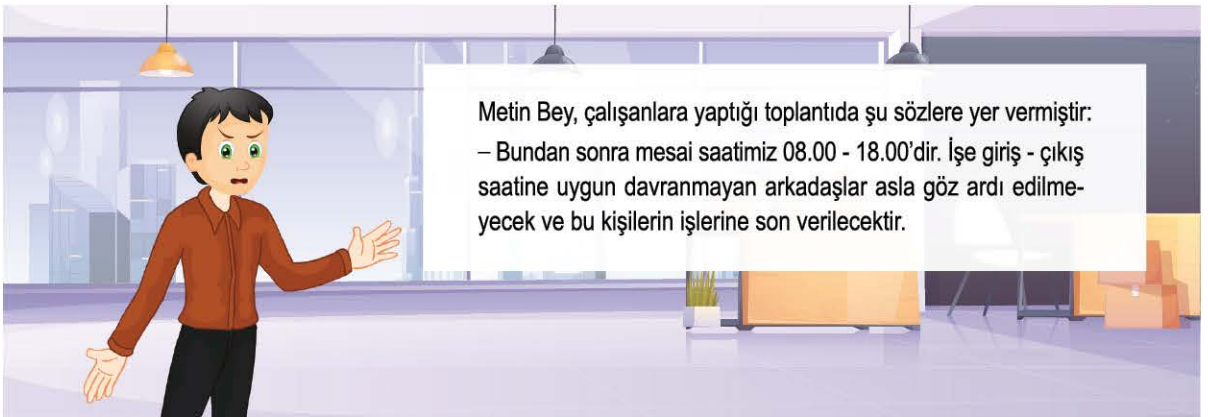 Metin Bey, çalışanlara yaptığı toplantıda şu sözlere yer vermiştir:
– Bundan sonra mesai saatimiz 08.00 - 18.00’dir. İşe giriş - çıkış
saatine uygun davranmayan arkadaşlar asla göz ardı edilme-
yecek ve bu kişilerin işlerine son verilecektir.